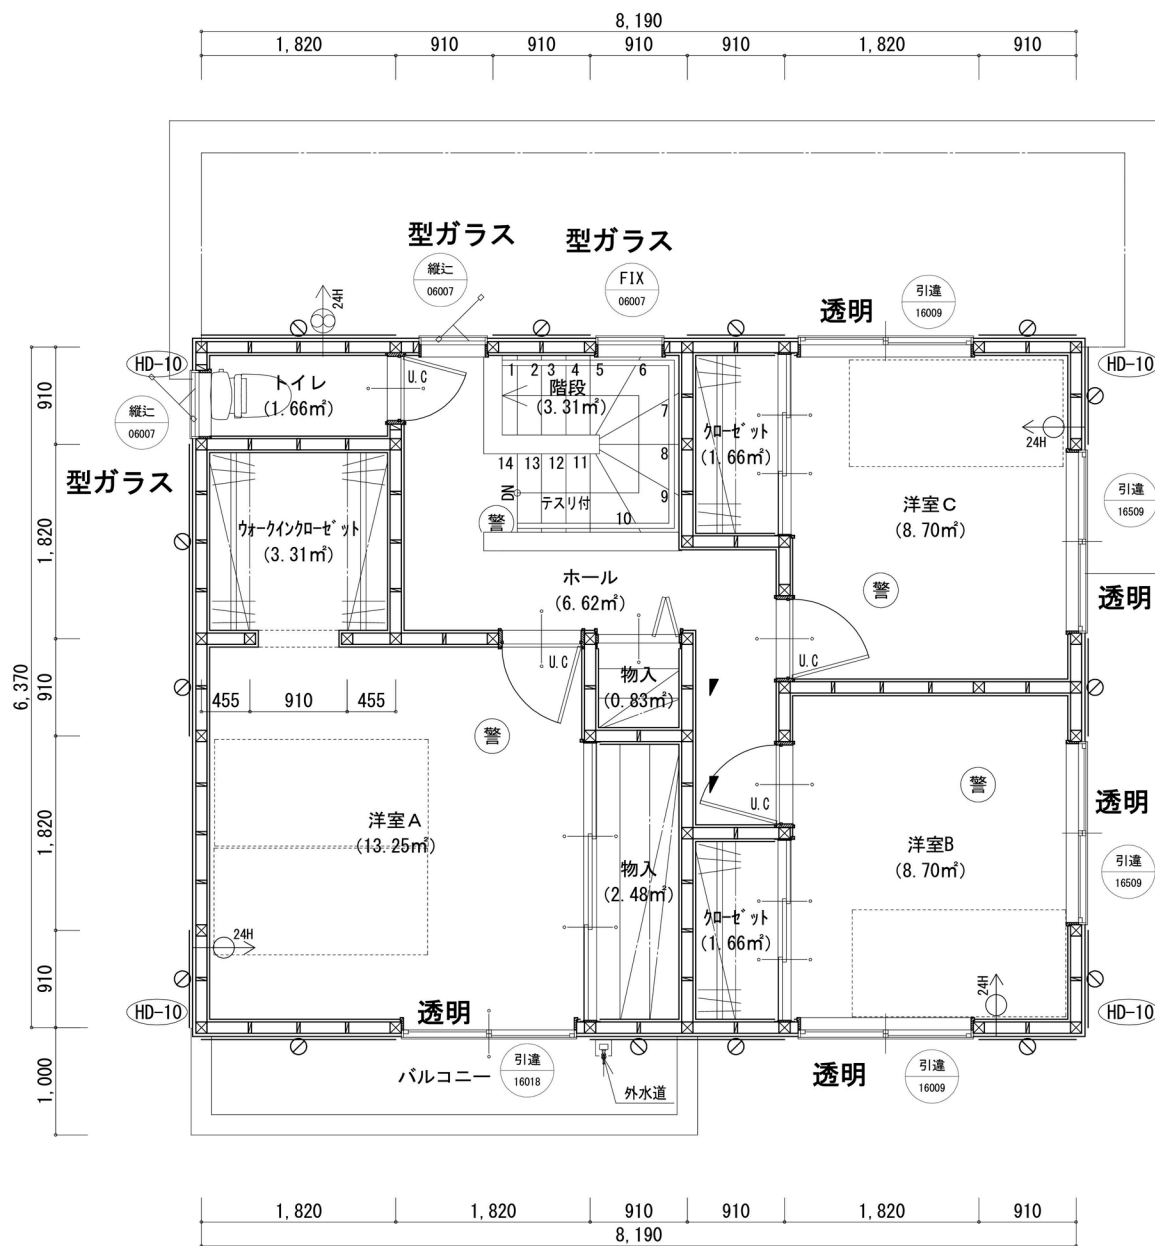 8,190
1,820 910 910 910 910 1,820 910
型ガラス 型ガラス
縦辷
06007
FIX
06007
透明
引違
16009
24H
HD-10
HD-10
縦辷
06007
型ガラス
トイレ
(1.66㎡)
U.C
1 2 3 4 5 6
階段
(3.31㎡)
7
8
9
10
14 13 12 11
DN
テスリ付
警
クローゼット
(1.66㎡)
24H
洋室C
(8.70㎡)
警
引違
16509
透明
ウォークインクローゼット
(3.31㎡)
ホール
(6.62㎡)
U.C
U.C
物入
(0.83㎡)
455 910 455
警
洋室A
(13.25㎡)
24H
物入
(2.48㎡)
U.C
クローゼット
(1.66㎡)
警
洋室B
(8.70㎡)
24H
透明
引違
16509
HD-10
HD-10
透明
バルコニー
引違
16018
外水道
透明
引違
16009
910
1,820
910
1,820
910
6,370
1,000
1,820 1,820 910 910 1,820 910
8,190